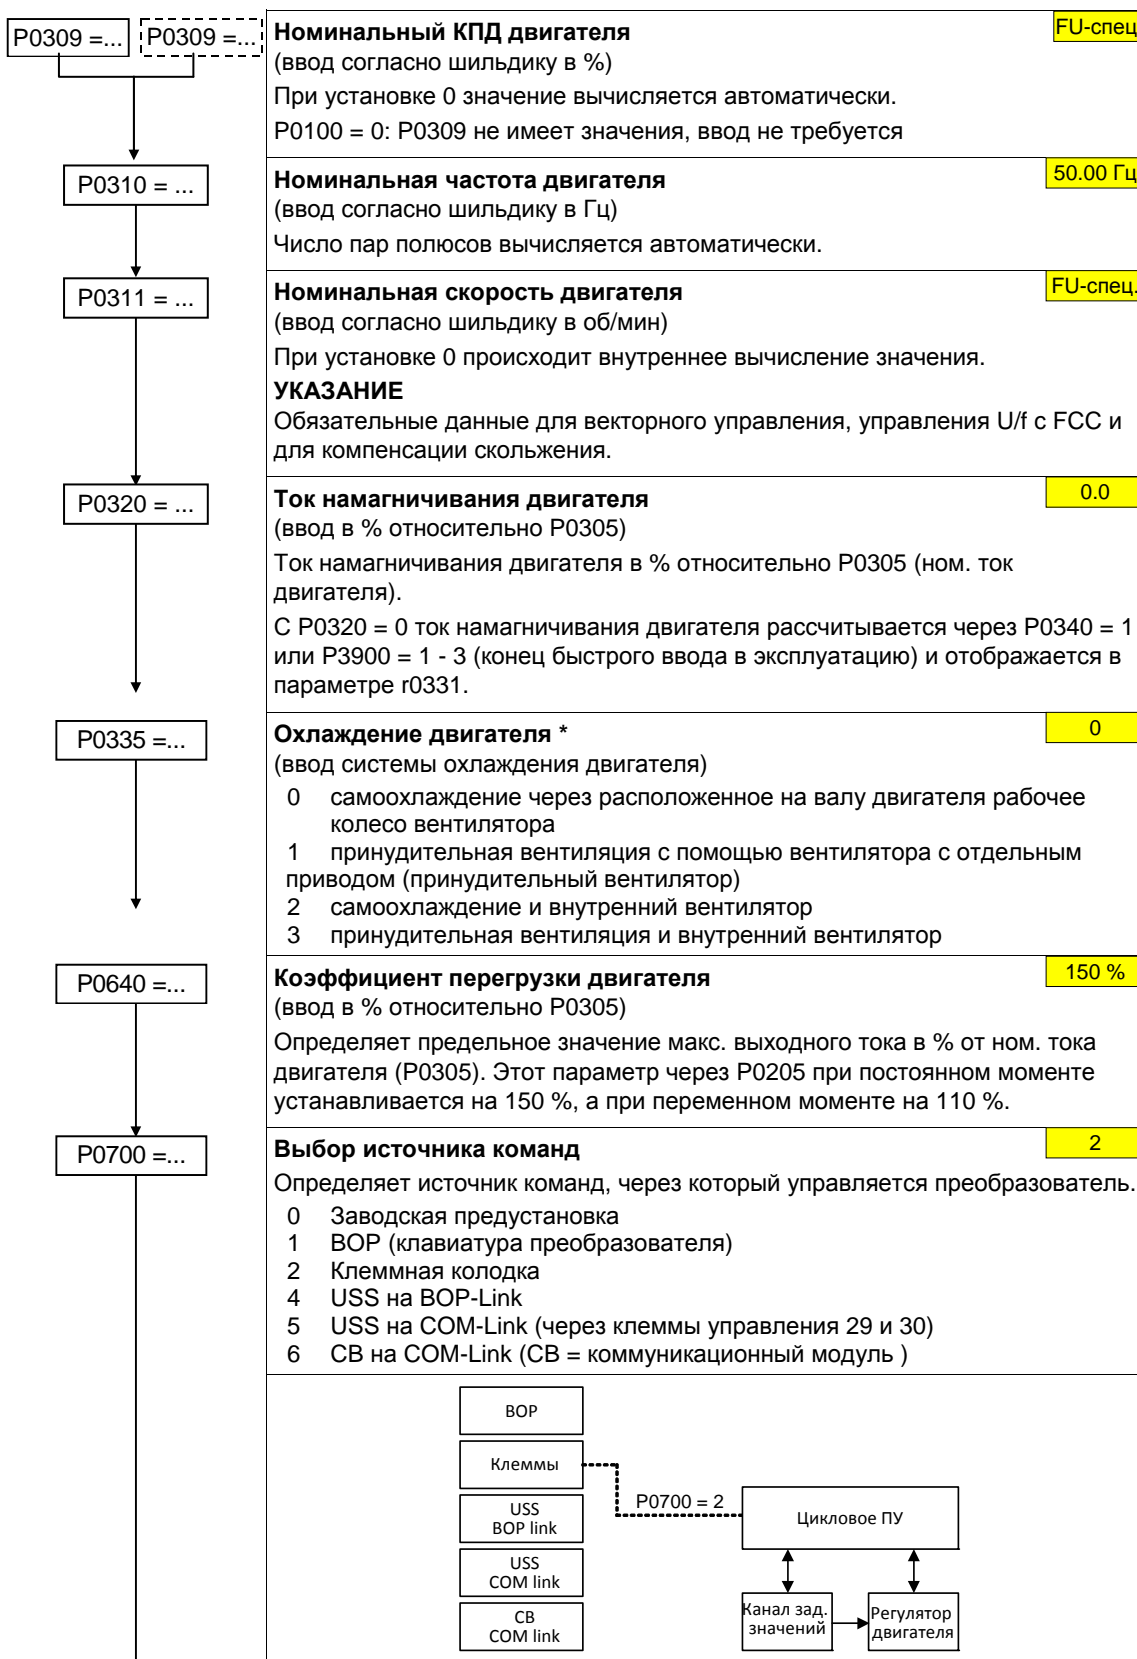 P0309 =...
P0309 =...
Номинальный КПД двигателя
FU-спец
(ввод согласно шильдику в %)
При установке 0 значение вычисляется автоматически.
P0100 = 0: P0309 не имеет значения, ввод не требуется
P0310 = ...
Номинальная частота двигателя
50.00 Гц
(ввод согласно шильдику в Гц)
Число пар полюсов вычисляется автоматически.
P0311 = ...
Номинальная скорость двигателя
FU-спец.
(ввод согласно шильдику в об/мин)
При установке 0 происходит внутреннее вычисление значения.
УКАЗАНИЕ
Обязательные данные для векторного управления, управления U/f с FCC и
для компенсации скольжения.
P0320 = ...
Ток намагничивания двигателя
0.0
(ввод в % относительно P0305)
Ток намагничивания двигателя в % относительно P0305 (ном. ток
двигателя).
С P0320 = 0 ток намагничивания двигателя рассчитывается через P0340 = 1
или P3900 = 1 - 3 (конец быстрого ввода в эксплуатацию) и отображается в
параметре r0331.
P0335 =...
Охлаждение двигателя *
0
(ввод системы охлаждения двигателя)
0 самоохлаждение через расположенное на валу двигателя рабочее
колесо вентилятора
1 принудительная вентиляция с помощью вентилятора с отдельным
приводом (принудительный вентилятор)
2 самоохлаждение и внутренний вентилятор
3 принудительная вентиляция и внутренний вентилятор
P0640 =...
Коэффициент перегрузки двигателя
150 %
(ввод в % относительно P0305)
Определяет предельное значение макс. выходного тока в % от ном. тока
двигателя (P0305). Этот параметр через P0205 при постоянном моменте
устанавливается на 150 %, а при переменном моменте на 110 %.
P0700 =...
Выбор источника команд
2
Определяет источник команд, через который управляется преобразователь.
0 Заводская предустановка
1 BOP (клавиатура преобразователя)
2 Клеммная колодка
4 USS на BOP-Link
5 USS на COM-Link (через клеммы управления 29 и 30)
6 CB на COM-Link (CB = коммуникационный модуль )
BOP
Клеммы
USS
BOP link
USS
COM link
CB
COM link
P0700 = 2
Цикловое ПУ
Канал зад.
значений
Регулятор
двигателя